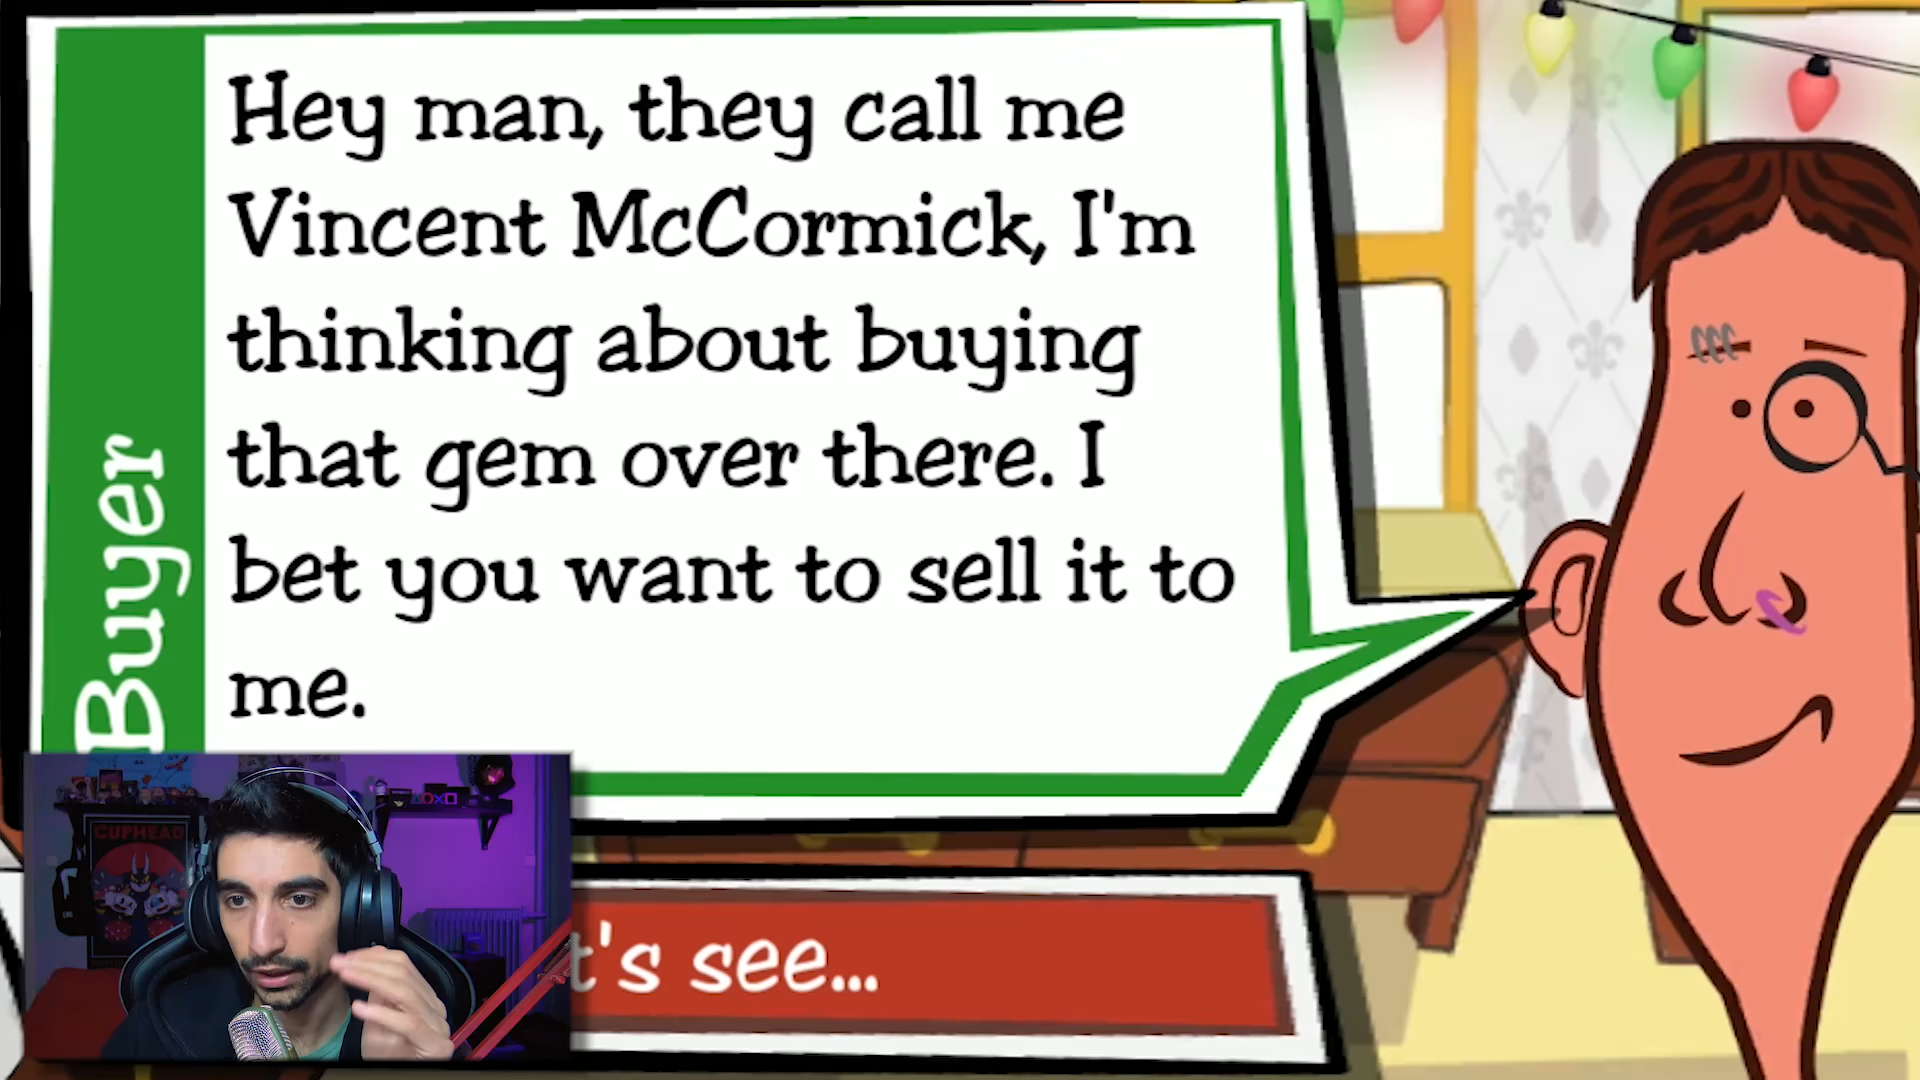 Hey man, they call me
Vincent McCormick, I'm
thinking about buying
that gem over there. I
bet you want to sell it to
me.
Buyer
CUPHEAD
t's see...